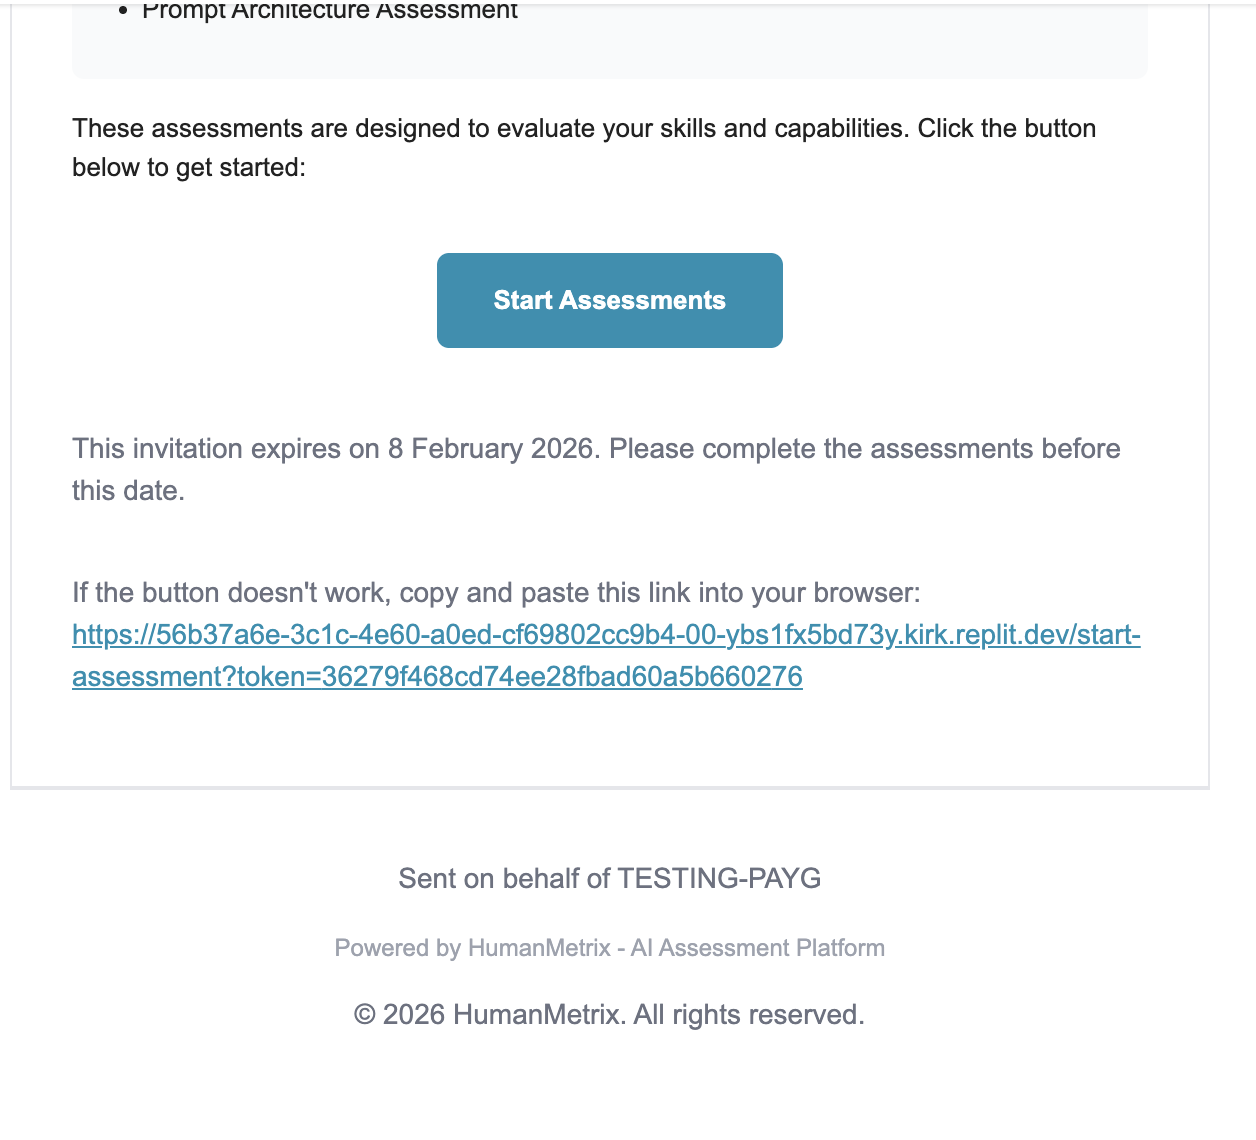 • Prompt Architecture Assessment
These assessments are designed to evaluate your skills and capabilities. Click the button
below to get started:
Start Assessments
This invitation expires on 8 February 2026. Please complete the assessments before
this date.
If the button doesn't work, copy and paste this link into your browser:
https://56b37a6e-3c1c-4e60-a0ed-cf69802cc9b4-00-ybs1fx5bd73y.kirk.replit.dev/start-
assessment?token=36279f468cd74ee28fbad60a5b660276
Sent on behalf of TESTING-PAYG
Powered by HumanMetrix - AI Assessment Platform
© 2026 HumanMetrix. All rights reserved.